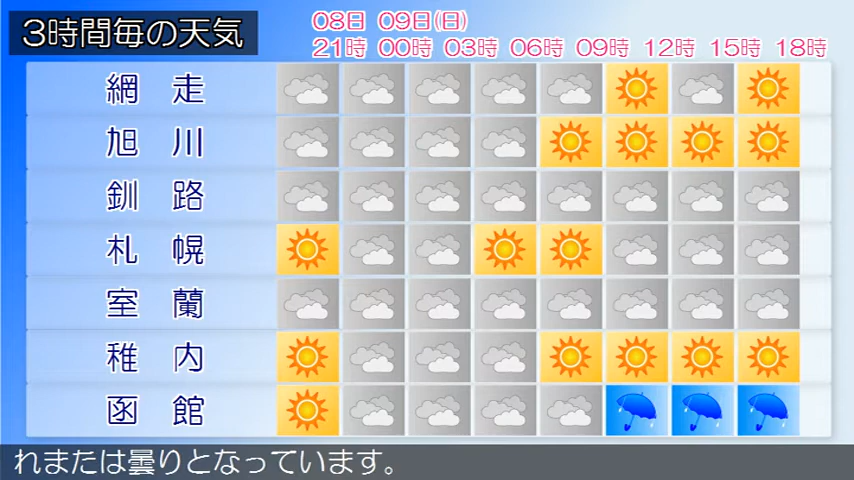 3時間毎の天気
08日 09日(日)
21時 00時 03時 06時 09時 12時 15時 18時
網走
旭川
釧路
札幌
室蘭
稚内
函館
れまたは曇りとなっています。